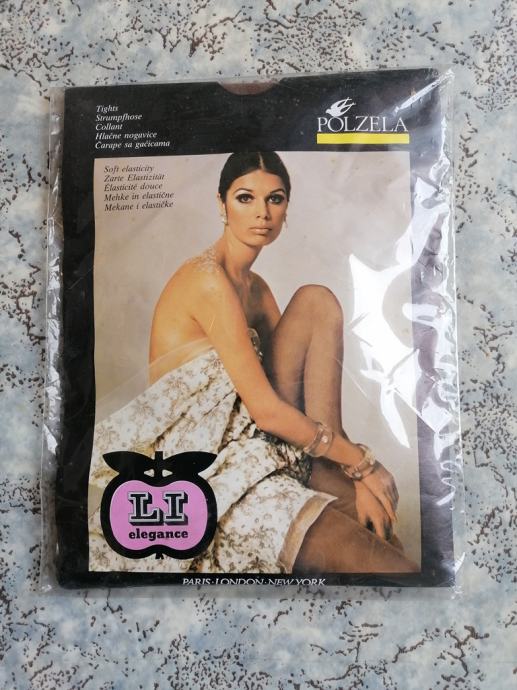 Tights
Strumpfhose
Collant
Hlačne nogavice
Čarape sa gaćicama
POLZELA
Soft elasticity
Zarte Elastizität
Élasticité douce
Mehke in elastične
Mekane i elastičke
LI
elegance
PARIS·LONDON·NEW YORK